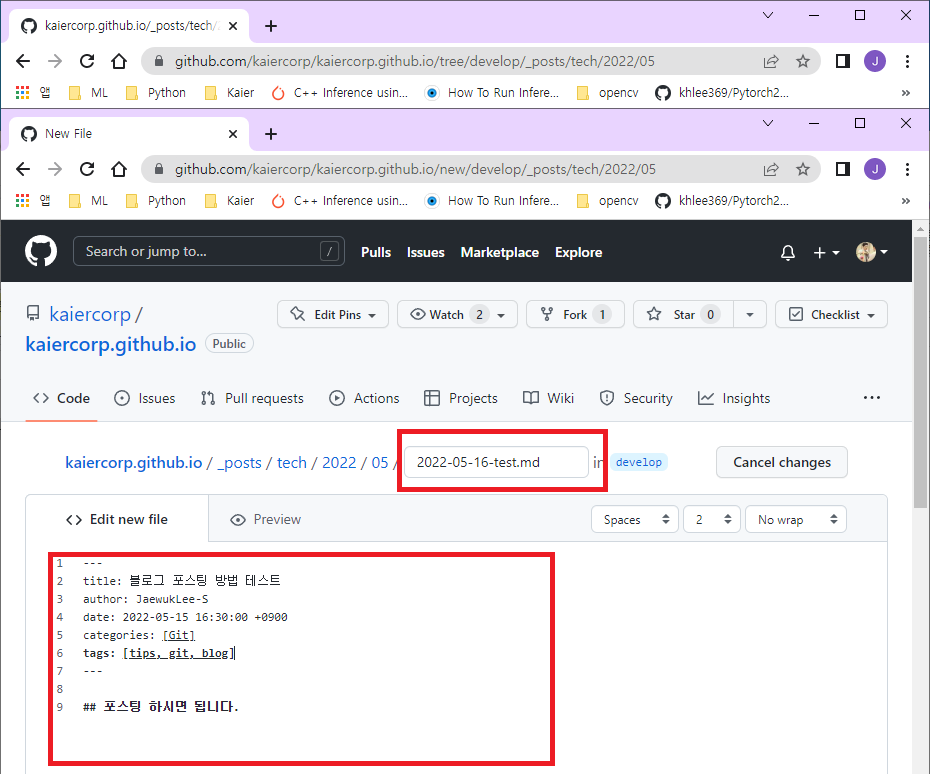 kaiercorp.github.io/_posts/tech/2
github.com/kaiercorp/kaiercorp.github.io/tree/develop/_posts/tech/2022/05
J
앱 ML Python Kaier C++ Inference usin... How To Run Infere... opencv khlee369/Pytorch2... »
New File
github.com/kaiercorp/kaiercorp.github.io/new/develop/_posts/tech/2022/05
J
앱 ML Python Kaier C++ Inference usin... How To Run Infere... opencv khlee369/Pytorch2... »
Search or jump to... / Pulls Issues Marketplace Explore
kaiercorp / Edit Pins Watch 2 Fork 1 Star 0 Checklist
kaiercorp.github.io Public
Code Issues Pull requests Actions Projects Wiki Security Insights ...
kaiercorp.github.io / _posts / tech / 2022 / 05 / 2022-05-16-test.md in develop Cancel changes
Edit new file Preview Spaces 2 No wrap
1 ---
2 title: 블로그 포스팅 방법 테스트
3 author: JaewukLee-S
4 date: 2022-05-15 16:30:00 +0900
5 categories: [Git]
6 tags: [tips, git, blog]
7 ---
8
9 ## 포스팅 하시면 됩니다.